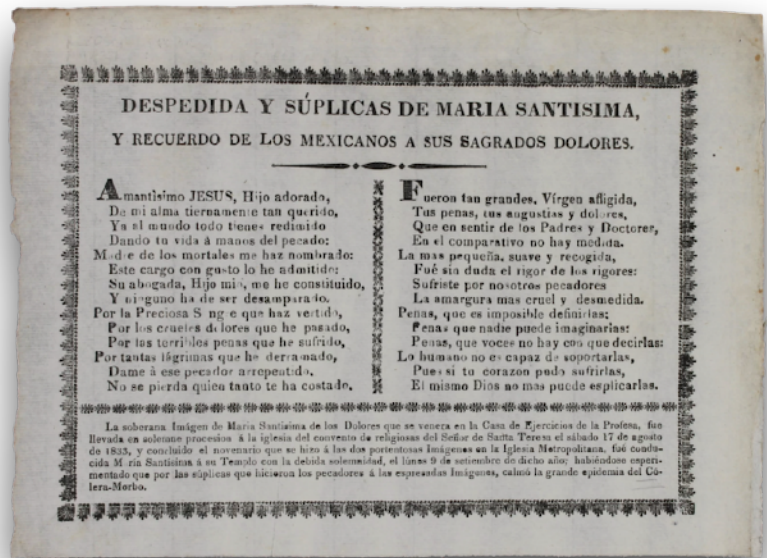 DESPEDIDA Y SÚPLICAS DE MARIA SANTISIMA,
Y RECUERDO DE LOS MEXICANOS A SUS SAGRADOS DOLORES.
Amantisimo JESUS, Hijo adorado,
De mi alma tiernamente tan querido,
Ya al mundo todo tienes redimido
Dando tu vida á manos del pecado:
Madre de los mortales me haz nombrado:
Este cargo con gusto lo he admitido:
Su abogada, Hijo mio, me he constituido,
Y ninguno ha de ser desamparado.
Por la Preciosa S ng e que haz vertido,
Por los crueles dolores que he pasado,
Por las terribles penas que he sufrido,
Por tantas lágrimas que he derramado,
Dame á ese pecador arrepentido,
No se pierda quien tanto te ha costado.
Fueron tan grandes, Vírgen afligida,
Tus penas, tus angustias y dolores,
Que en sentir de los Padres y Doctores,
En el comparativo no hay medida.
La mas pequeña, suave y recogida,
Fué sin duda el rigor de los rigores:
Sufriste por nosotros pecadores
La amargura mas cruel y desmedida.
Penas, que es imposible definirlas;
Penas que nadie puede imaginarlas:
Penas, que voces no hay con que decirlas:
Lo humano no es capaz de soportarlas,
Pues si tu corazon pudo sufrirlas,
El mismo Dios no mas puede esplicarlas.
La soberana Imágen de Maria Santisima de los Dolores que se venera en la Casa de Ejercicios de la Profesa, fue
llevada en solemne procesion á la iglesia del convento de religiosas del Señor de Santa Teresa el sábado 17 de agosto
de 1833, y concluido el novenario que se hizo á las dos portentosas Imágenes en la Iglesia Metropolitana, fué condu-
cida M ria Santisima á su Templo con la debida solemnidad, el lúnes 9 de setiembre de dicho año; habiéndose esperi-
mentado que por las súplicas que hicieron los pecadores á las espresadas Imágenes, calmó la grande epidemia del Có-
lera-Morbo.